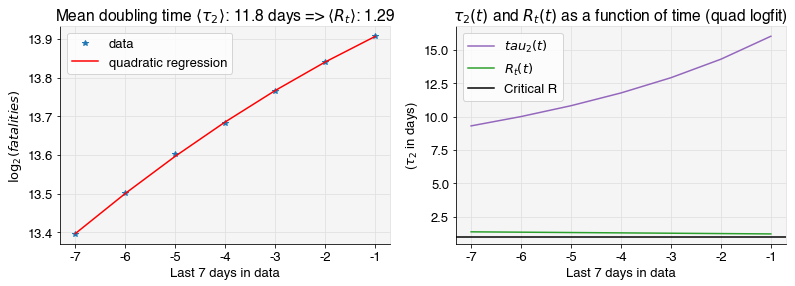 Mean doubling time ⟨τ₂⟩: 11.8 days => ⟨Rₜ⟩: 1.29
data
quadratic regression
log₂(fatalities)
13.9
13.8
13.7
13.6
13.5
13.4
-7 -6 -5 -4 -3 -2 -1
Last 7 days in data
τ₂(t) and Rₜ(t) as a function of time (quad logfit)
tau₂(t)
Rₜ(t)
Critical R
(τ₂ in days)
15.0
12.5
10.0
7.5
5.0
2.5
-7 -6 -5 -4 -3 -2 -1
Last 7 days in data